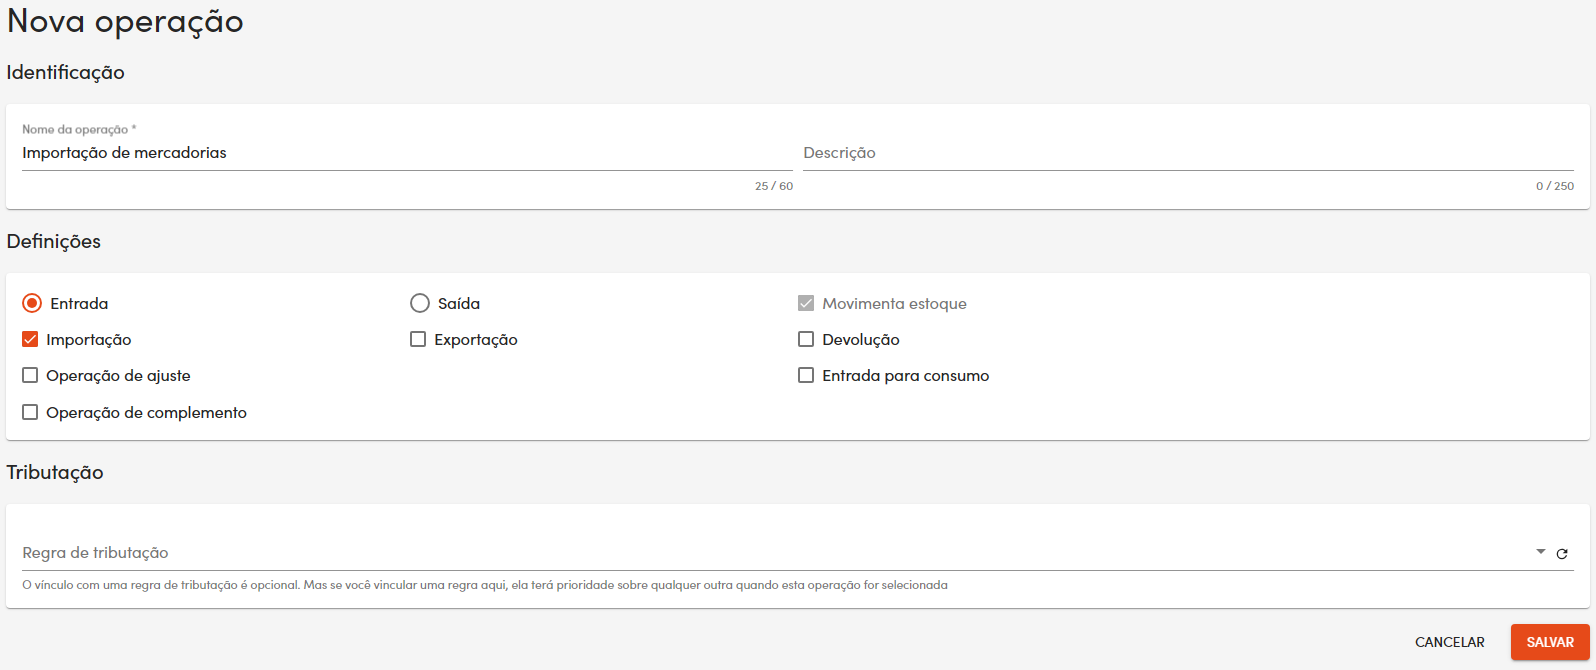 Nova operação
Identificação
Nome da operação *
Importação de mercadorias
Descrição
25 / 60
0 / 250
Definições
Entrada
Saída
Movimenta estoque
Importação
Exportação
Devolução
Operação de ajuste
Entrada para consumo
Operação de complemento
Tributação
Regra de tributação
O vínculo com uma regra de tributação é opcional. Mas se você vincular uma regra aqui, ela terá prioridade sobre qualquer outra quando esta operação for selecionada
CANCELAR
SALVAR